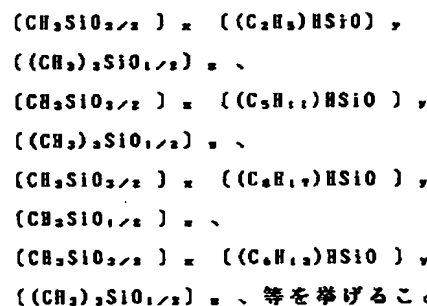 〔CH₃SiO₃/₂ 〕ₓ 〔(C₂H₅)HSiO〕ᵧ
〔(CH₃)₃SiO₁/₂〕z 、
〔CH₃SiO₃/₂ 〕ₓ 〔(C₅H₁₁)HSiO 〕ᵧ
〔(CH₃)₃SiO₁/₂〕z 、
〔CH₃SiO₃/₂ 〕ₓ 〔(C₈H₁₇)HSiO 〕ᵧ
〔CH₃SiO₁/₂ 〕z 、
〔CH₃SiO₃/₂ 〕ₓ 〔(C₆H₁₃)HSiO 〕ᵧ
〔(CH₃)₃SiO₁/₂〕z 、等を挙げるこ